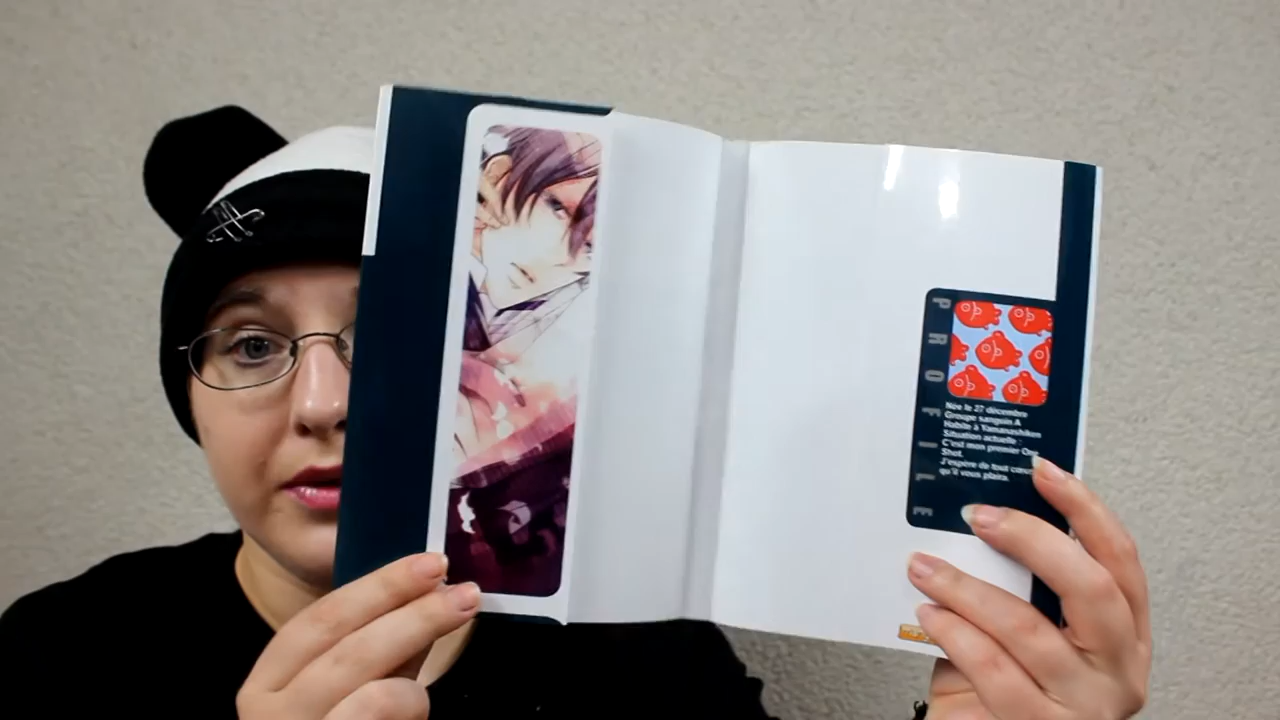 PROFILE
Née le 27 décembre
Groupe sanguin A
Habite à Yamanashiken
Situation actuelle :
C'est mon premier One
Shot.
J'espère de tout cœur
qu'il vous plaira.